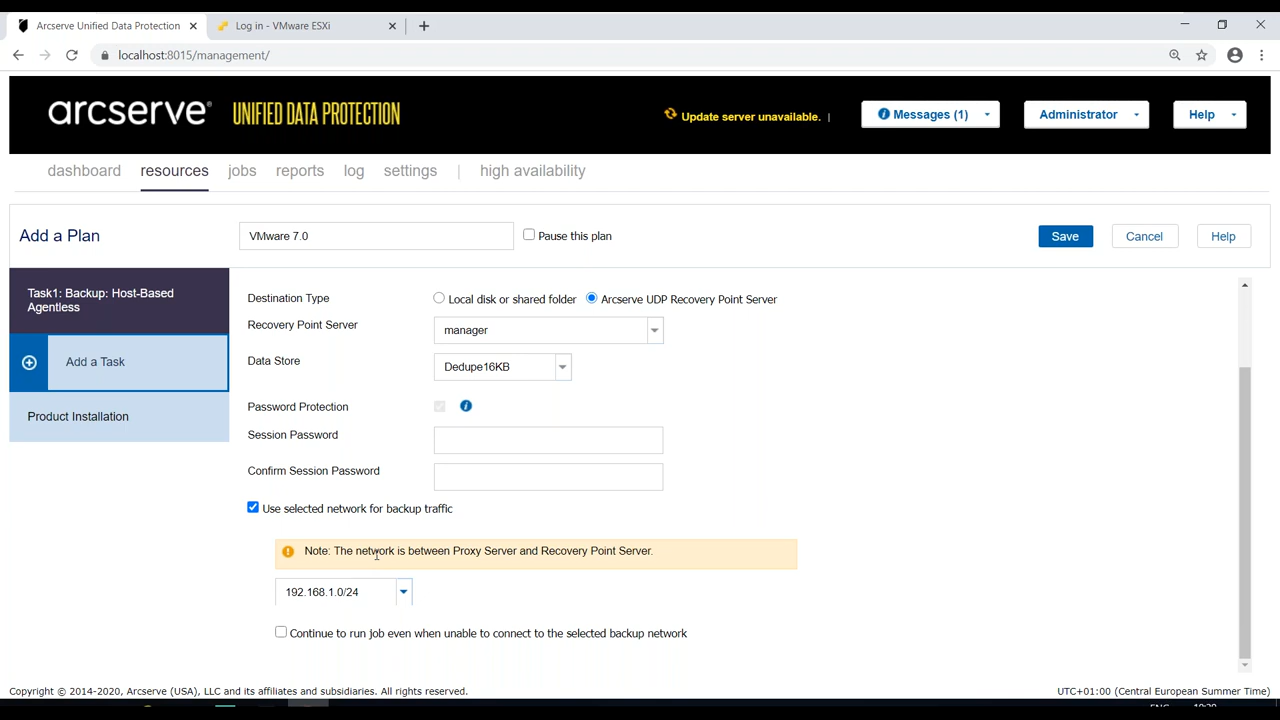 Arcserve Unified Data Protection
Log in - VMware ESXi
localhost:8015/management/
arcserve® UNIFIED DATA PROTECTION
Update server unavailable. |
Messages (1)
Administrator
Help
dashboard resources jobs reports log settings | high availability
Add a Plan
VMware 7.0
Pause this plan
Save
Cancel
Help
Task1: Backup: Host-Based
Agentless
Add a Task
Product Installation
Destination Type
Local disk or shared folder
Arcserve UDP Recovery Point Server
Recovery Point Server
manager
Data Store
Dedupe16KB
Password Protection
Session Password
Confirm Session Password
Use selected network for backup traffic
Note: The network is between Proxy Server and Recovery Point Server.
192.168.1.0/24
Continue to run job even when unable to connect to the selected backup network
Copyright © 2014-2020, Arcserve (USA), LLC and its affiliates and subsidiaries. All rights reserved.
UTC+01:00 (Central European Summer Time)